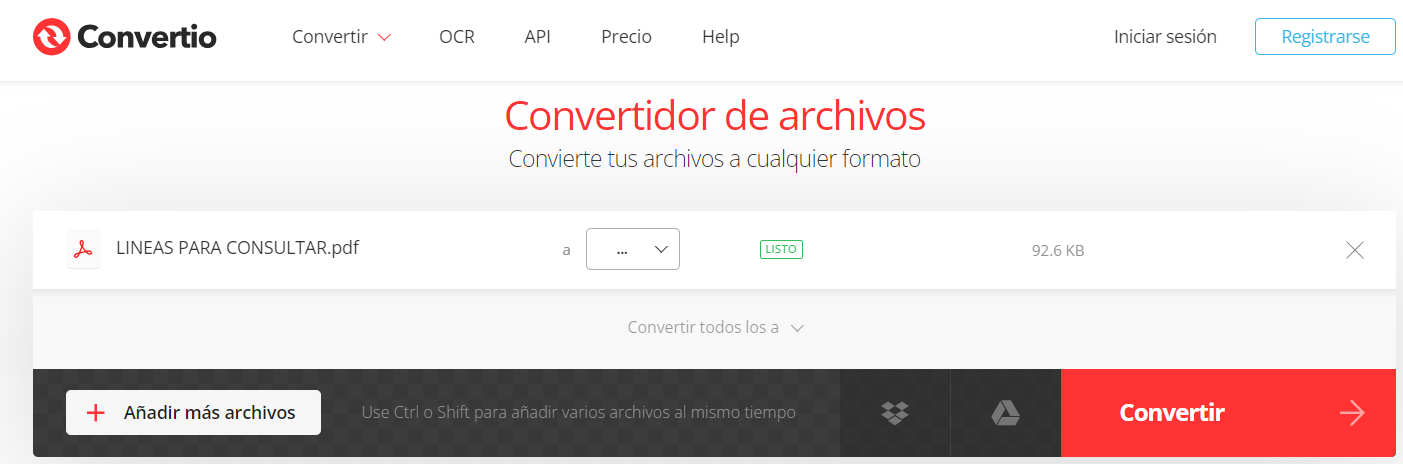 Convertio
Convertir
OCR
API
Precio
Help
Iniciar sesión
Registrarse
Convertidor de archivos
Convierte tus archivos a cualquier formato
LINEAS PARA CONSULTAR.pdf
a
...
LISTO
92.6 KB
Convertir todos los a
Añadir más archivos
Use Ctrl o Shift para añadir varios archivos al mismo tiempo
Convertir